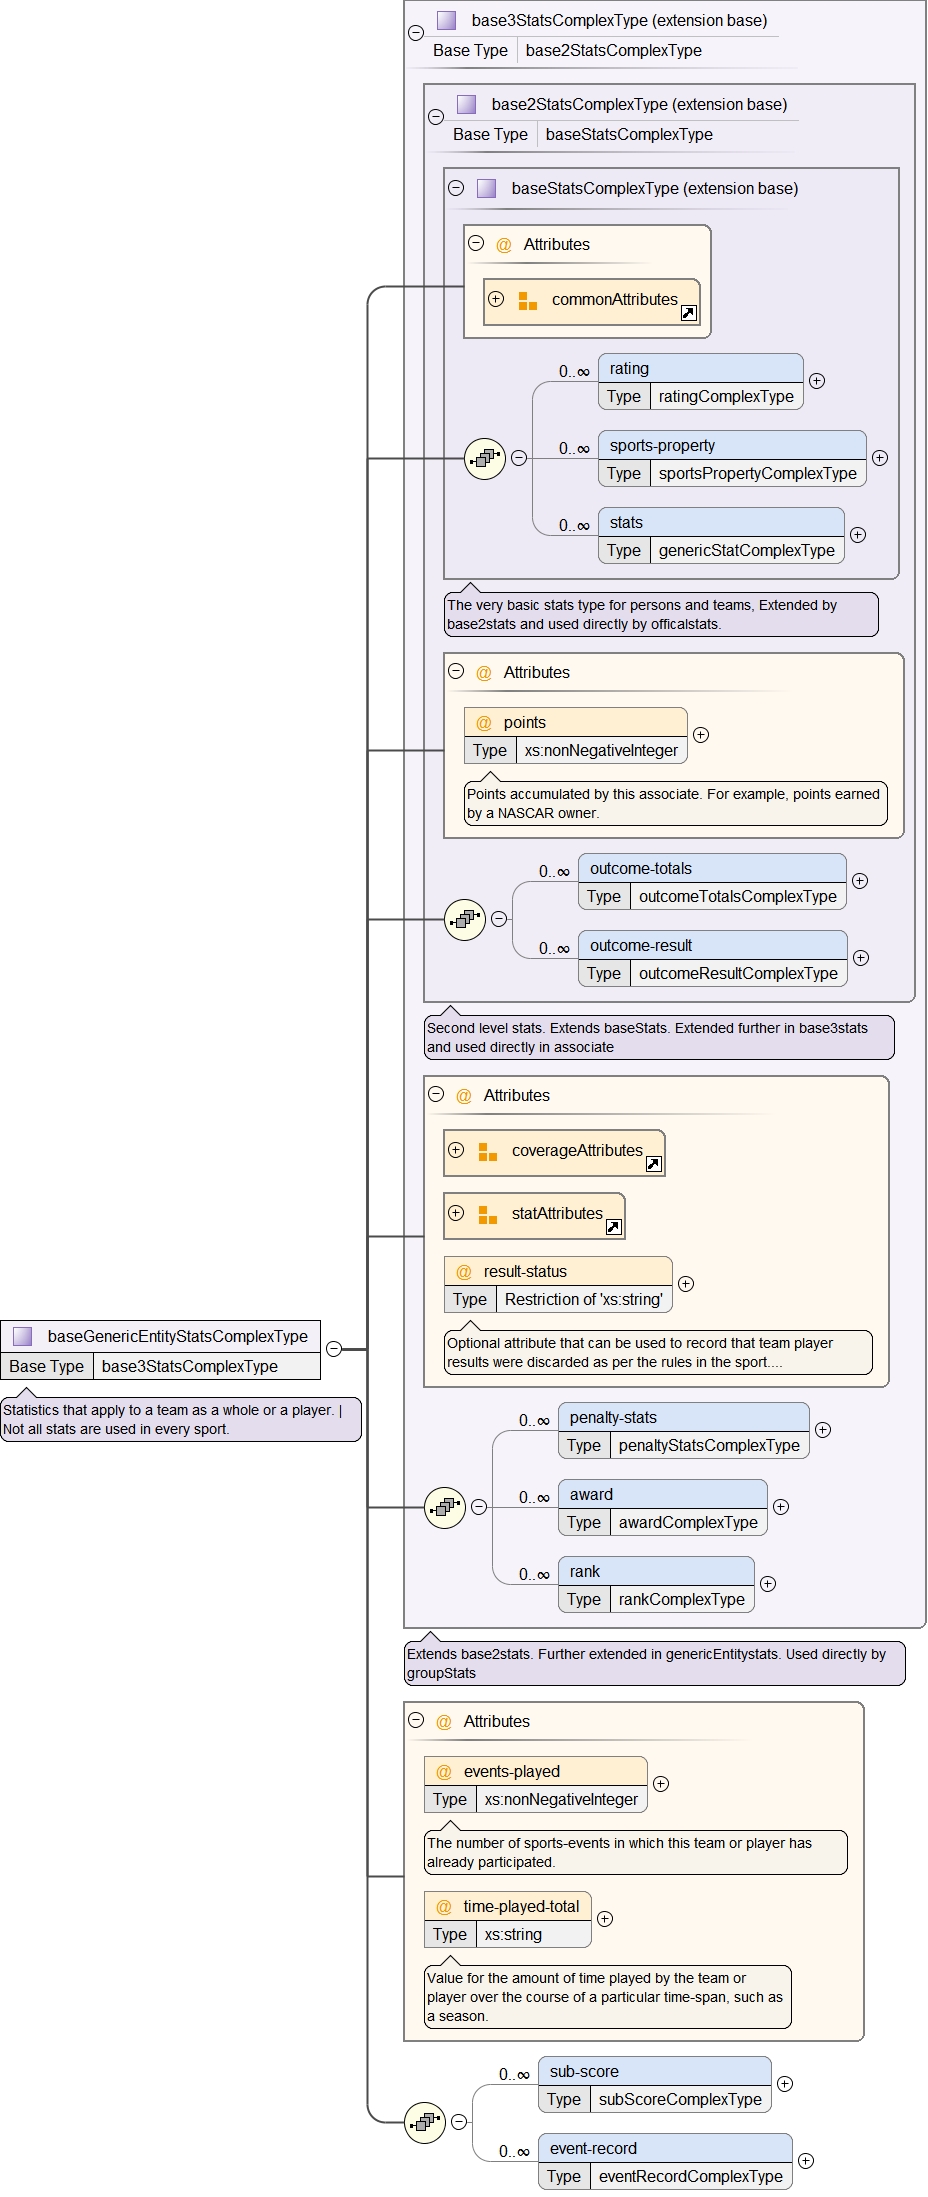 base3StatsComplexType (extension base)
Base Type base2StatsComplexType
base2StatsComplexType (extension base)
Base Type baseStatsComplexType
baseStatsComplexType (extension base)
@ Attributes
commonAttributes
0..∞ rating
Type ratingComplexType
0..∞ sports-property
Type sportsPropertyComplexType
0..∞ stats
Type genericStatComplexType
The very basic stats type for persons and teams, Extended by
base2stats and used directly by officalstats.
@ Attributes
@ points
Type xs:nonNegativeInteger
Points accumulated by this associate. For example, points earned
by a NASCAR owner.
0..∞ outcome-totals
Type outcomeTotalsComplexType
0..∞ outcome-result
Type outcomeResultComplexType
Second level stats. Extends baseStats. Extended further in base3stats
and used directly in associate
@ Attributes
coverageAttributes
statAttributes
@ result-status
Type Restriction of 'xs:string'
Optional attribute that can be used to record that team player
results were discarded as per the rules in the sport....
baseGenericEntityStatsComplexType
Base Type base3StatsComplexType
Statistics that apply to a team as a whole or a player. |
Not all stats are used in every sport.
0..∞ penalty-stats
Type penaltyStatsComplexType
0..∞ award
Type awardComplexType
0..∞ rank
Type rankComplexType
Extends base2stats. Further extended in genericEntitystats. Used directly by
groupStats
@ Attributes
@ events-played
Type xs:nonNegativeInteger
The number of sports-events in which this team or player has
already participated.
@ time-played-total
Type xs:string
Value for the amount of time played by the team or
player over the course of a particular time-span, such as
a season.
0..∞ sub-score
Type subScoreComplexType
0..∞ event-record
Type eventRecordComplexType